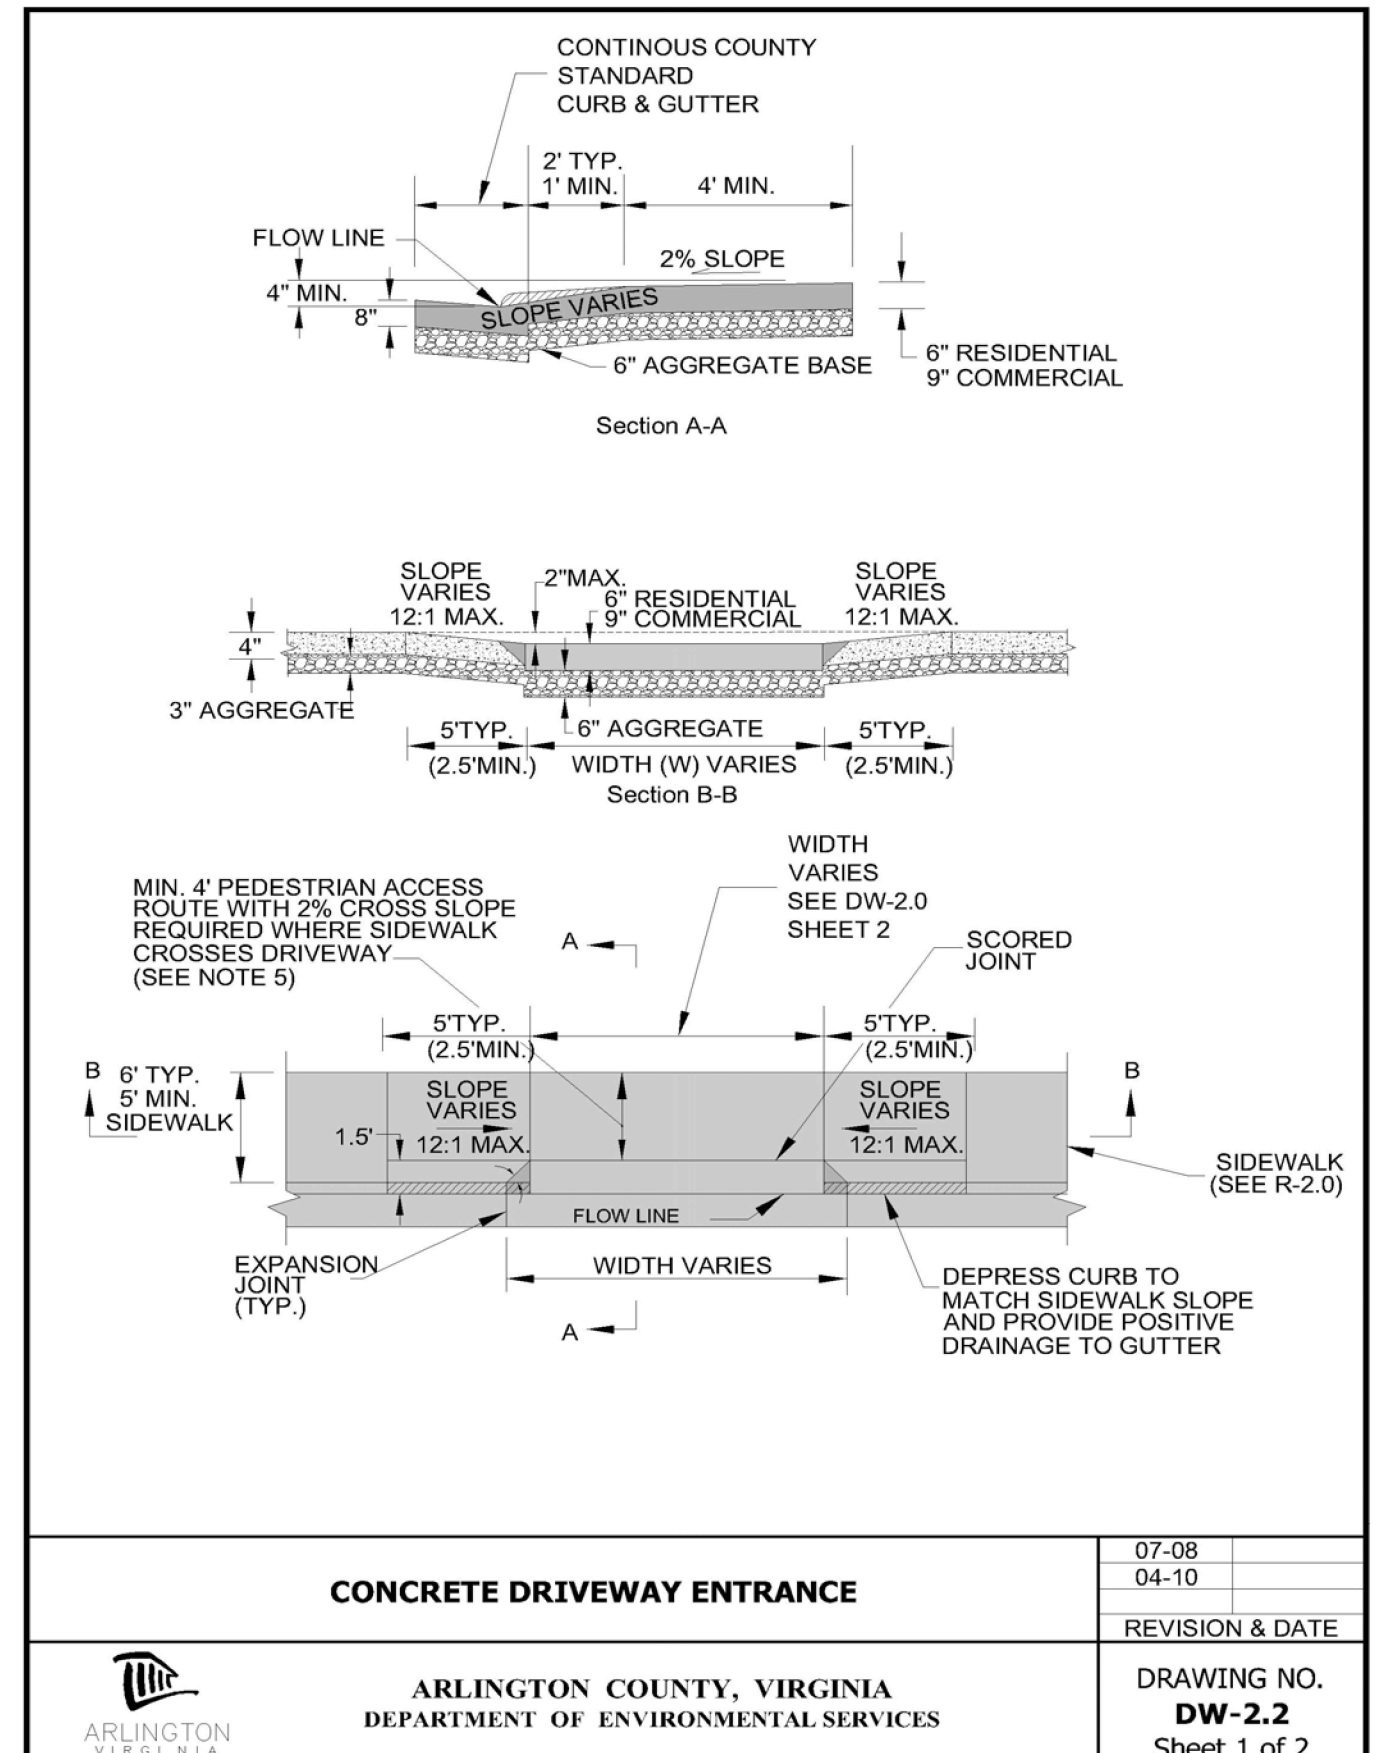 CONTINOUS COUNTY
STANDARD
CURB & GUTTER
2' TYP.
1' MIN.
4' MIN.
FLOW LINE
2% SLOPE
4" MIN.
8"
SLOPE VARIES
6" AGGREGATE BASE
6" RESIDENTIAL
9" COMMERCIAL
Section A-A
SLOPE
VARIES
12:1 MAX.
2"MAX.
6" RESIDENTIAL
9" COMMERCIAL
SLOPE
VARIES
12:1 MAX.
4"
3" AGGREGATE
6" AGGREGATE
5'TYP.
(2.5'MIN.)
WIDTH (W) VARIES
5'TYP.
(2.5'MIN.)
Section B-B
WIDTH
VARIES
SEE DW-2.0
SHEET 2
MIN. 4' PEDESTRIAN ACCESS
ROUTE WITH 2% CROSS SLOPE
REQUIRED WHERE SIDEWALK
CROSSES DRIVEWAY
(SEE NOTE 5)
A
SCORED
JOINT
5'TYP.
(2.5'MIN.)
5'TYP.
(2.5'MIN.)
B
6' TYP.
5' MIN.
SIDEWALK
SLOPE
VARIES
12:1 MAX.
SLOPE
VARIES
12:1 MAX.
B
1.5'
SIDEWALK
(SEE R-2.0)
FLOW LINE
EXPANSION
JOINT
(TYP.)
WIDTH VARIES
A
DEPRESS CURB TO
MATCH SIDEWALK SLOPE
AND PROVIDE POSITIVE
DRAINAGE TO GUTTER
CONCRETE DRIVEWAY ENTRANCE
07-08
04-10
REVISION & DATE
ARLINGTON
VIRGINIA
ARLINGTON COUNTY, VIRGINIA
DEPARTMENT OF ENVIRONMENTAL SERVICES
DRAWING NO.
DW-2.2
Sheet 1 of 2